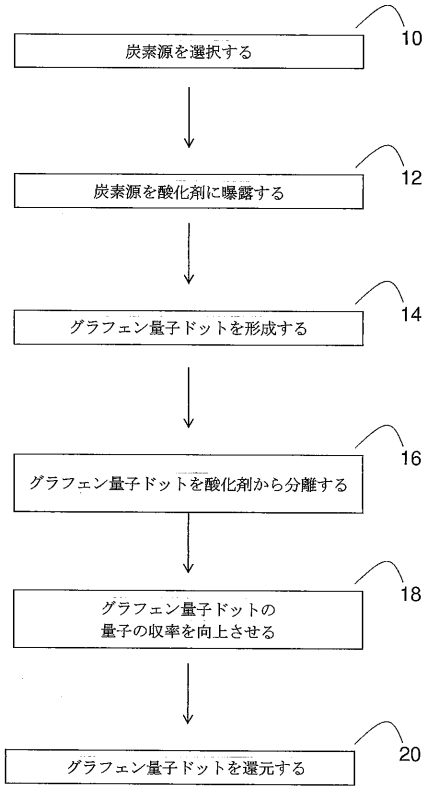 10
炭素源を選択する
12
炭素源を酸化剤に曝露する
14
グラフェン量子ドットを形成する
16
グラフェン量子ドットを酸化剤から分離する
18
グラフェン量子ドットの
量子の収率を向上させる
20
グラフェン量子ドットを還元する